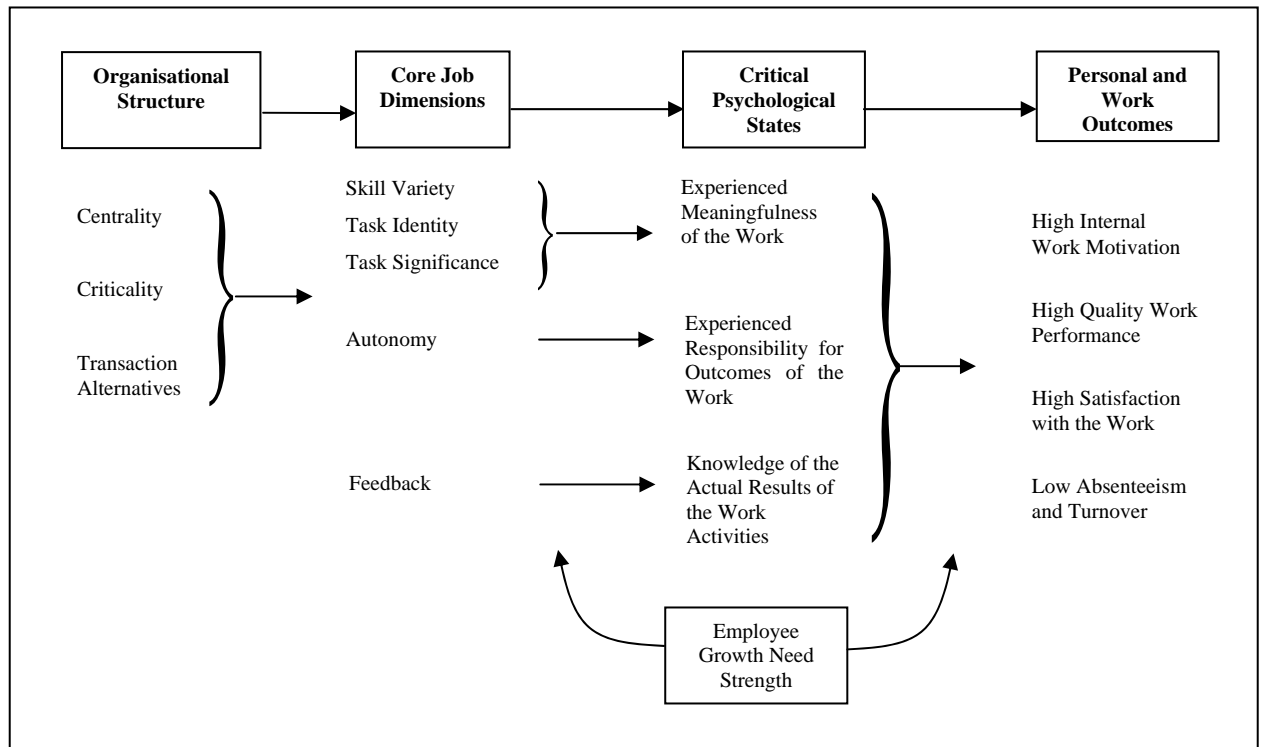 Organisational
Structure
Core Job
Dimensions
Critical
Psychological
States
Personal and
Work
Outcomes
Centrality
Criticality
Transaction
Alternatives
Skill Variety
Task Identity
Task Significance
Autonomy
Feedback
Experienced
Meaningfulness
of the Work
Experienced
Responsibility for
Outcomes of the
Work
Knowledge of the
Actual Results of
the Work
Activities
High Internal
Work Motivation
High Quality Work
Performance
High Satisfaction
with the Work
Low Absenteeism
and Turnover
Employee
Growth Need
Strength